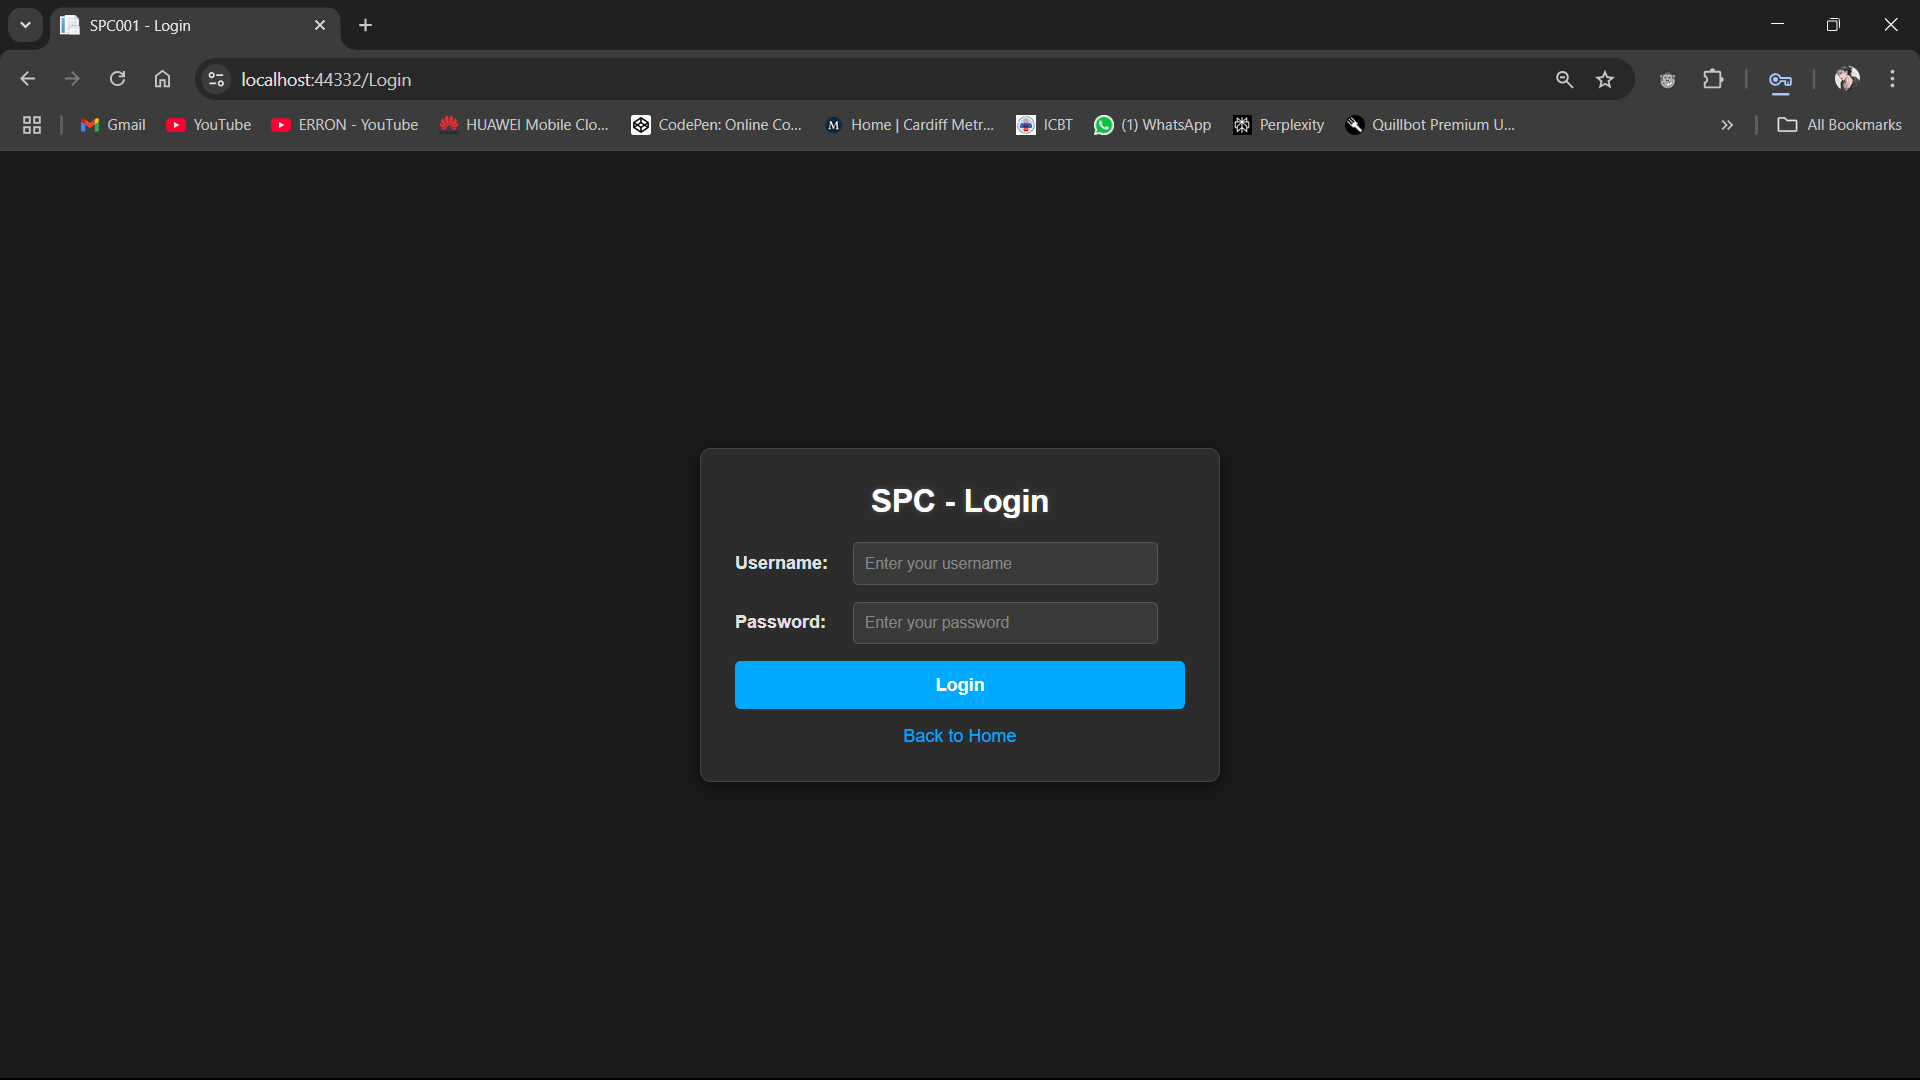 SPC001 - Login
localhost:44332/Login
Gmail YouTube ERRON - YouTube HUAWEI Mobile Clo... CodePen: Online Co... M Home | Cardiff Metr... ICBT (1) WhatsApp Perplexity Quillbot Premium U... All Bookmarks
SPC - Login
Username: Enter your username
Password: Enter your password
Login
Back to Home